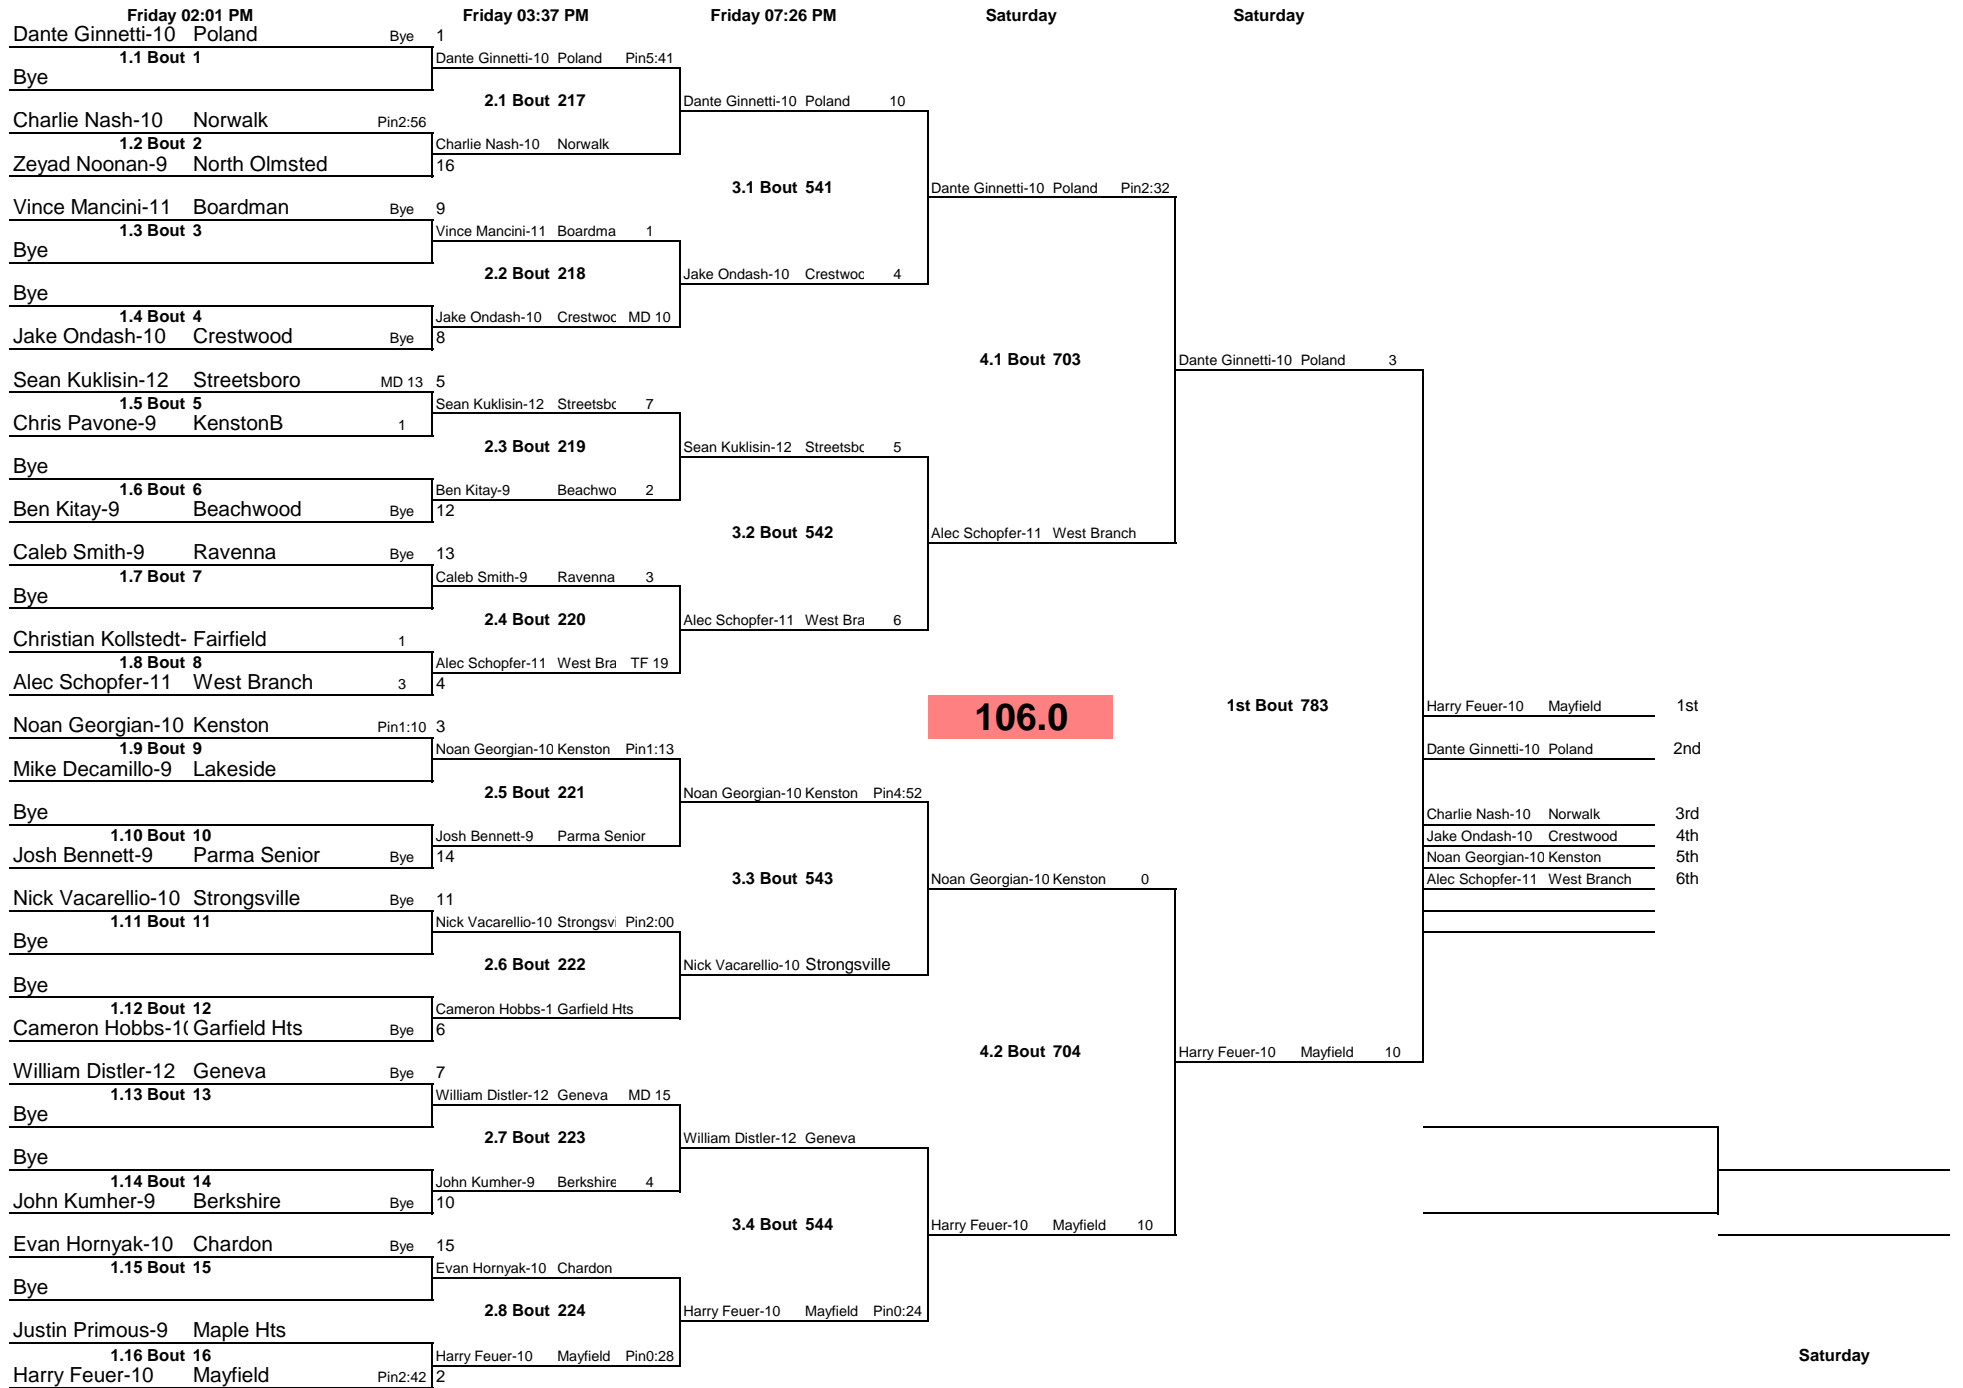 Friday 02:01 PM Friday 03:37 PM Friday 07:26 PM Saturday Saturday
Dante Ginnetti-10 Poland Bye 1
1.1 Bout 1
Dante Ginnetti-10 Poland Pin5:41
Bye
2.1 Bout 217
Dante Ginnetti-10 Poland 10
Charlie Nash-10 Norwalk Pin2:56
1.2 Bout 2
Charlie Nash-10 Norwalk
Zeyad Noonan-9 North Olmsted 16
3.1 Bout 541
Dante Ginnetti-10 Poland Pin2:32
Vince Mancini-11 Boardman Bye 9
1.3 Bout 3
Vince Mancini-11 Boardma 1
Bye
2.2 Bout 218
Jake Ondash-10 Crestwoc 4
Bye
1.4 Bout 4
Jake Ondash-10 Crestwoc MD 10
Jake Ondash-10 Crestwood Bye 8
4.1 Bout 703
Dante Ginnetti-10 Poland 3
Sean Kuklisin-12 Streetsboro MD 13 5
1.5 Bout 5
Sean Kuklisin-12 Streetsbc 7
Chris Pavone-9 KenstonB 1
2.3 Bout 219
Sean Kuklisin-12 Streetsbc 5
Bye
1.6 Bout 6
Ben Kitay-9 Beachwo 2
Ben Kitay-9 Beachwood Bye 12
3.2 Bout 542
Alec Schopfer-11 West Branch
Caleb Smith-9 Ravenna Bye 13
1.7 Bout 7
Caleb Smith-9 Ravenna 3
Bye
2.4 Bout 220
Alec Schopfer-11 West Bra 6
Christian Kollstedt- Fairfield 1
1.8 Bout 8
Alec Schopfer-11 West Bra TF 19
Alec Schopfer-11 West Branch 3 4
106.0
1st Bout 783
Harry Feuer-10 Mayfield 1st
Noan Georgian-10 Kenston Pin1:10 3
1.9 Bout 9
Noan Georgian-10 Kenston Pin1:13
Dante Ginnetti-10 Poland 2nd
Mike Decamillo-9 Lakeside
2.5 Bout 221
Noan Georgian-10 Kenston Pin4:52
Bye
Charlie Nash-10 Norwalk 3rd
1.10 Bout 10
Josh Bennett-9 Parma Senior
Jake Ondash-10 Crestwood 4th
Josh Bennett-9 Parma Senior Bye 14
Noan Georgian-10 Kenston 5th
3.3 Bout 543
Noan Georgian-10 Kenston 0
Alec Schopfer-11 West Branch 6th
Nick Vacarellio-10 Strongsville Bye 11
1.11 Bout 11
Nick Vacarellio-10 Strongsvi Pin2:00
Bye
2.6 Bout 222
Nick Vacarellio-10 Strongsville
Bye
1.12 Bout 12
Cameron Hobbs-1 Garfield Hts
Cameron Hobbs-1( Garfield Hts Bye 6
4.2 Bout 704
Harry Feuer-10 Mayfield 10
William Distler-12 Geneva Bye 7
1.13 Bout 13
William Distler-12 Geneva MD 15
Bye
2.7 Bout 223
William Distler-12 Geneva
Bye
1.14 Bout 14
John Kumher-9 Berkshire 4
John Kumher-9 Berkshire Bye 10
3.4 Bout 544
Harry Feuer-10 Mayfield 10
Evan Hornyak-10 Chardon Bye 15
1.15 Bout 15
Evan Hornyak-10 Chardon
Bye
2.8 Bout 224
Harry Feuer-10 Mayfield Pin0:24
Justin Primous-9 Maple Hts
1.16 Bout 16
Harry Feuer-10 Mayfield Pin0:28
Saturday
Harry Feuer-10 Mayfield Pin2:42 2